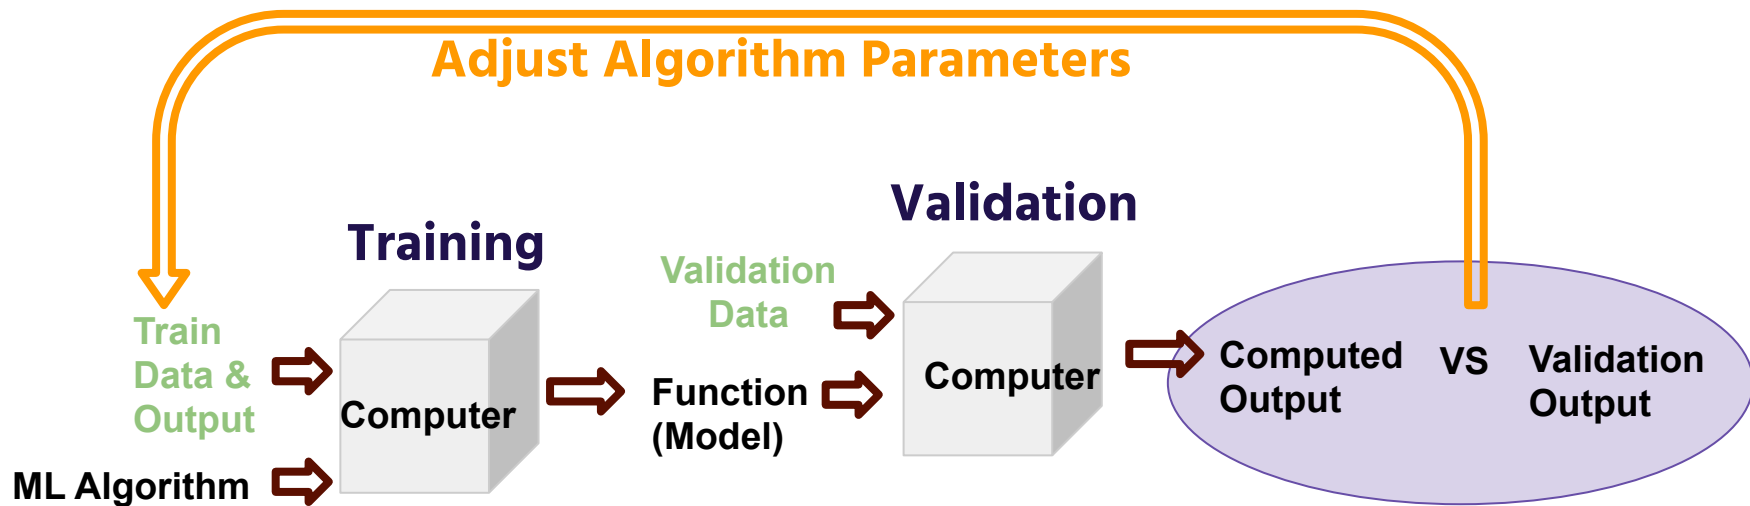 Adjust Algorithm Parameters
Training
Validation
Train
Data &
Output
ML Algorithm
Computer
Function
(Model)
Validation
Data
Computer
Computed
Output
VS
Validation
Output